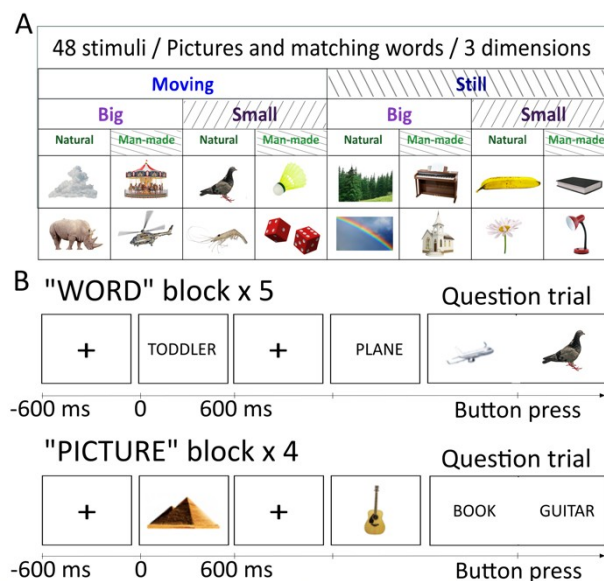 A
48 stimuli / Pictures and matching words / 3 dimensions
Moving Still
Big Small Big Small
Natural Man-made Natural Man-made Natural Man-made Natural Man-made
B
"WORD" block x 5 Question trial
+ TODDLER + PLANE
-600 ms 0 600 ms Button press
"PICTURE" block x 4 Question trial
+ + BOOK GUITAR
-600 ms 0 600 ms Button press